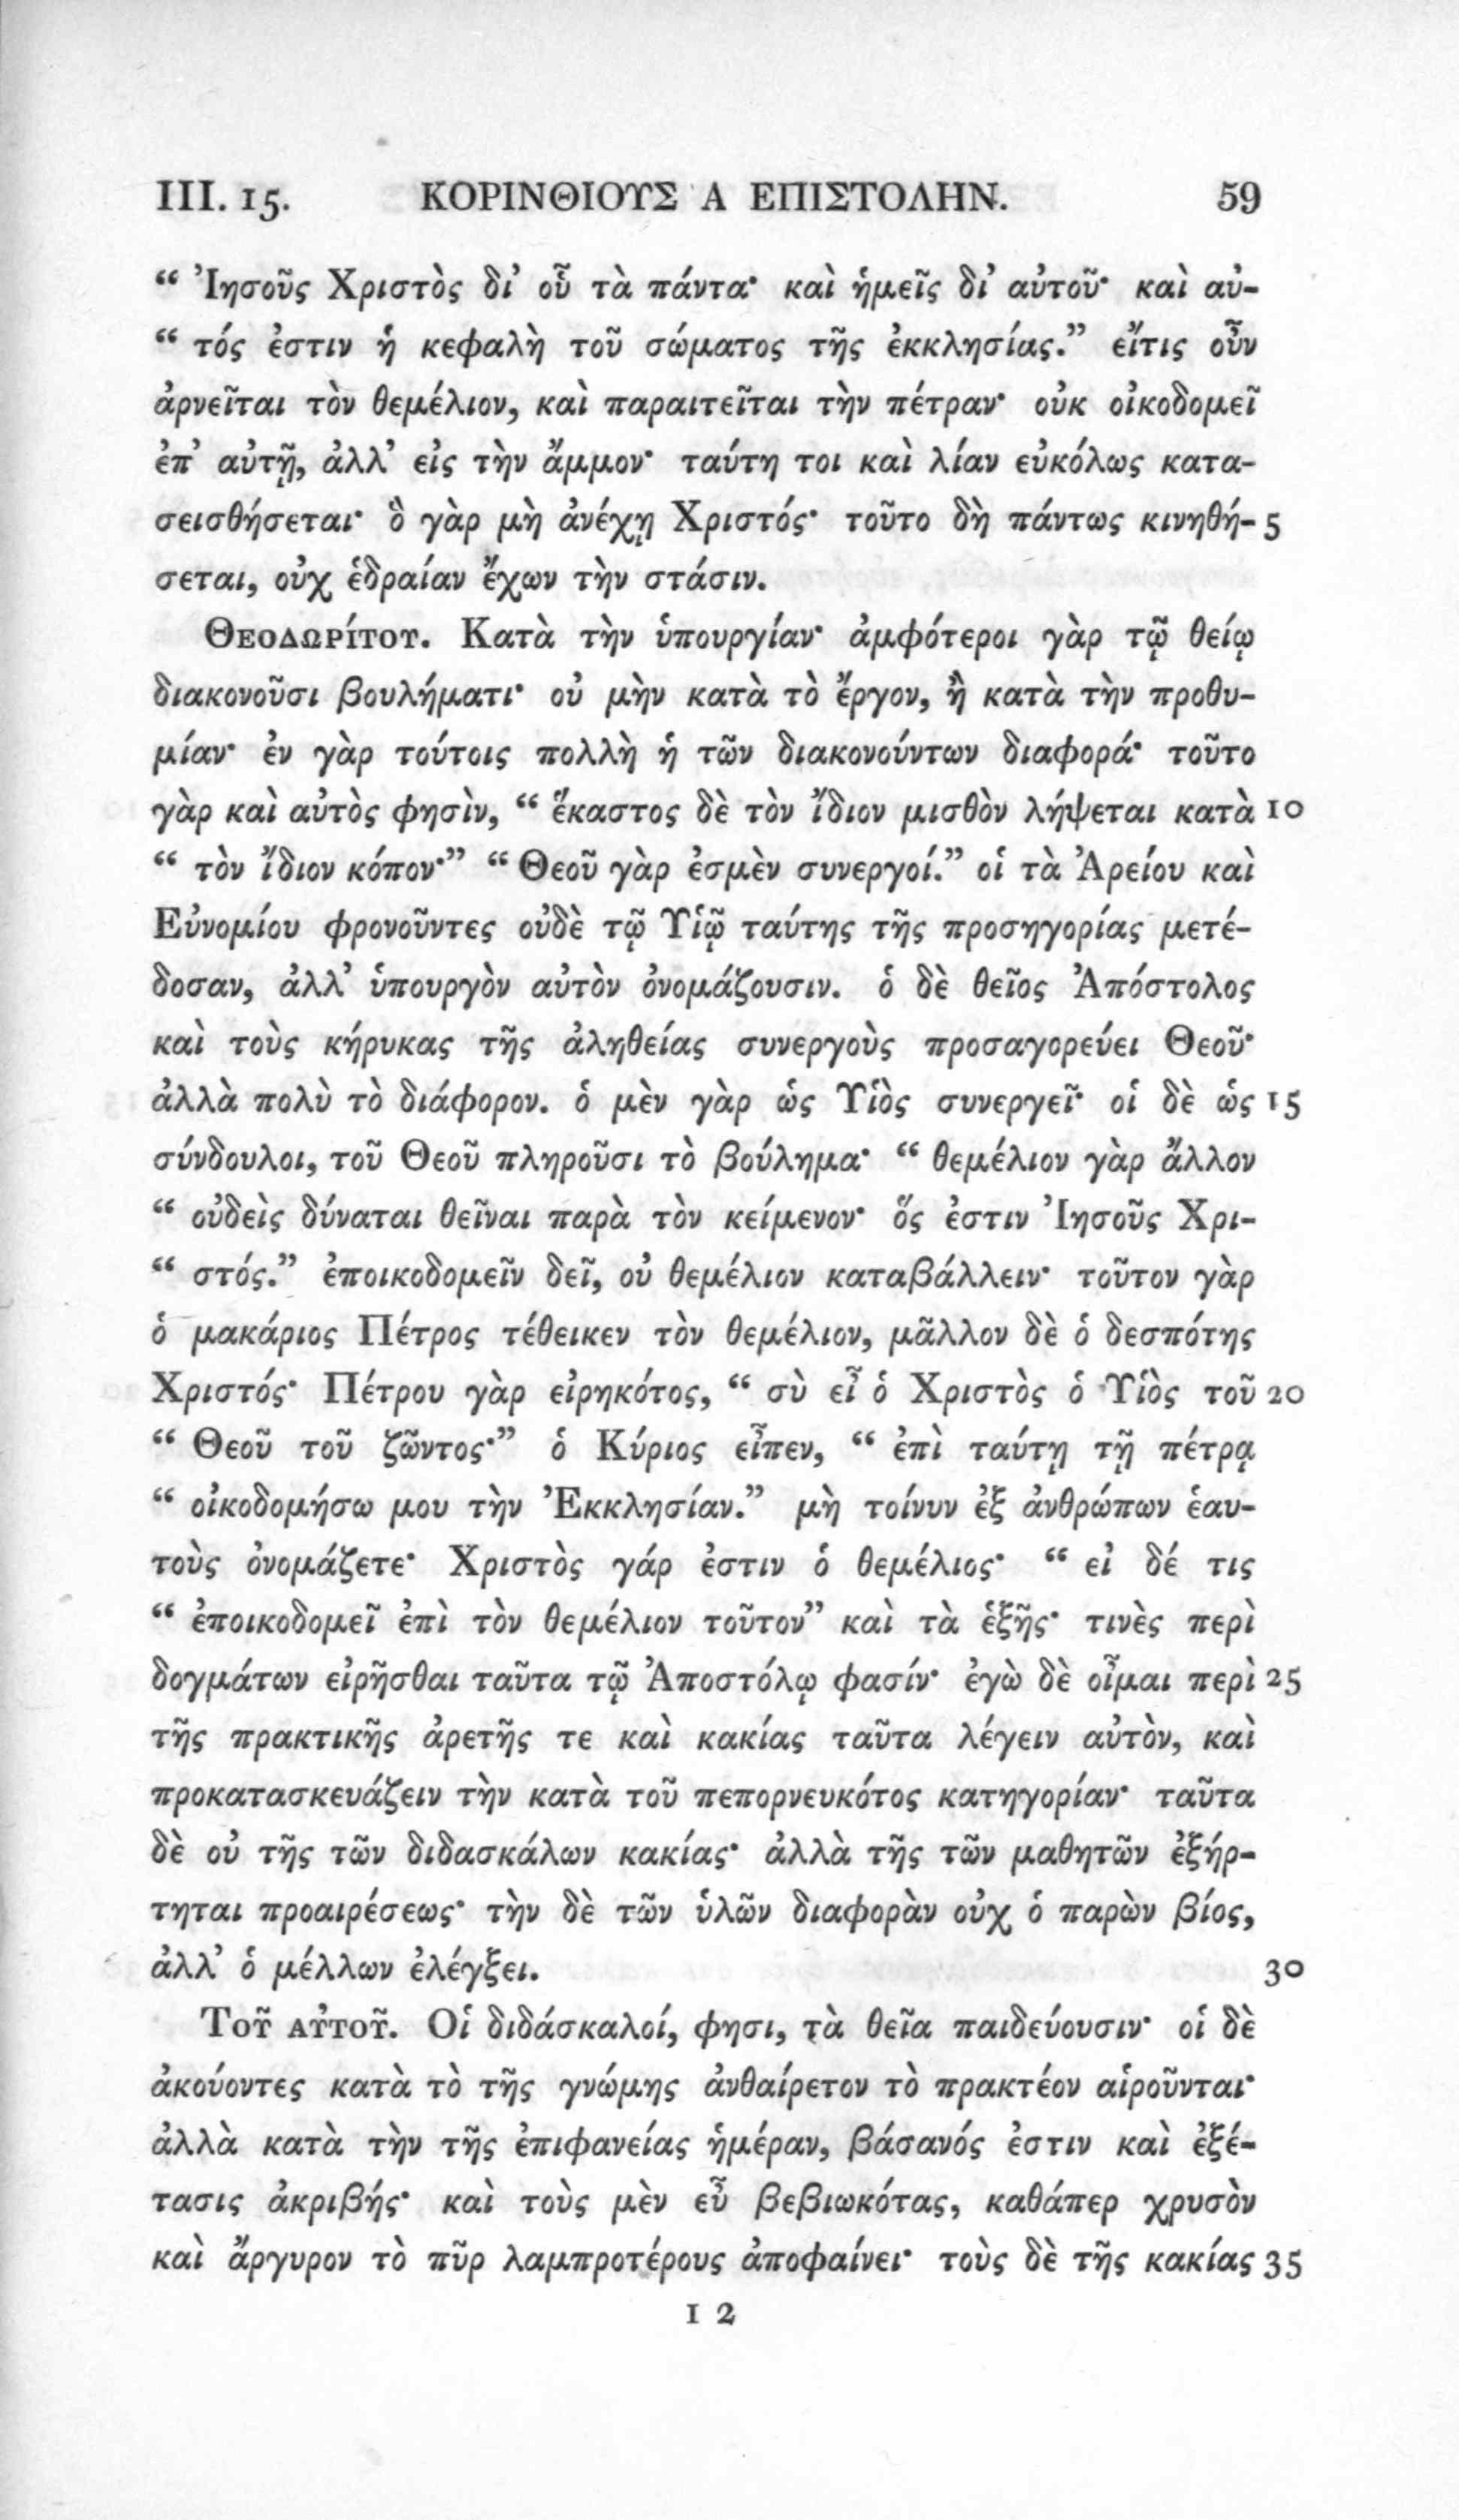 III. 15. ΚΟΡΙΝΘΙΟΥΣ Α ΕΠΙΣΤΟΛΗΝ. 59
“ Ἰησοῦς Χριστὸς δι’ οὗ τὰ πάντα· καὶ ἡμεῖς δι’ αὐτοῦ· καὶ αὐ-
“ τός ἐστιν ἡ κεφαλὴ τοῦ σώματος τῆς ἐκκλησίας.” εἴτις οὖν
ἀρνεῖται τὸν θεμέλιον, καὶ παραιτεῖται τὴν πέτραν· οὐκ οἰκοδομεῖ
ἐπ’ αὐτῇ, ἀλλ’ εἰς τὴν ἄμμον· ταύτη τοι καὶ λίαν εὐκόλως κατα-
σεισθήσεται· ὃ γὰρ μὴ ἀνέχῃ Χριστός· τοῦτο δὴ πάντως κινηθή- 5
σεται, οὐχ ἑδραίαν ἔχων τὴν στάσιν.
Θεοδωρίτου. Κατὰ τὴν ὑπουργίαν· ἀμφότεροι γὰρ τῷ θείῳ
διακονοῦσι βουλήματι· οὐ μὴν κατὰ τὸ ἔργον, ἢ κατὰ τὴν προθυ-
μίαν· ἐν γὰρ τούτοις πολλὴ ἡ τῶν διακονούντων διαφορά· τοῦτο
γὰρ καὶ αὐτὸς φησὶν, “ ἕκαστος δὲ τὸν ἴδιον μισθὸν λήψεται κατὰ 10
“ τὸν ἴδιον κόπον·” “ Θεοῦ γὰρ ἐσμὲν συνεργοί.” οἱ τὰ Ἀρείου καὶ
Εὐνομίου φρονοῦντες οὐδὲ τῷ Υἱῷ ταύτης τῆς προσηγορίας μετέ-
δοσαν, ἀλλ’ ὑπουργὸν αὐτὸν ὀνομάζουσιν. ὁ δὲ θεῖος Ἀπόστολος
καὶ τοὺς κήρυκας τῆς ἀληθείας συνεργοὺς προσαγορεύει Θεοῦ·
ἀλλὰ πολὺ τὸ διάφορον. ὁ μὲν γὰρ ὡς Υἱὸς συνεργεῖ· οἱ δὲ ὡς 15
σύνδουλοι, τοῦ Θεοῦ πληροῦσι τὸ βούλημα· “ θεμέλιον γὰρ ἄλλον
“ οὐδεὶς δύναται θεῖναι παρὰ τὸν κείμενον· ὅς ἐστιν Ἰησοῦς Χρι-
“ στός.” ἐποικοδομεῖν δεῖ, οὐ θεμέλιον καταβάλλειν· τοῦτον γὰρ
ὁ μακάριος Πέτρος τέθεικεν τὸν θεμέλιον, μᾶλλον δὲ ὁ δεσπότης
Χριστός· Πέτρου γὰρ εἰρηκότος, “ σὺ εἶ ὁ Χριστὸς ὁ Υἱὸς τοῦ 20
“ Θεοῦ τοῦ ζῶντος·” ὁ Κύριος εἶπεν, “ ἐπὶ ταύτῃ τῇ πέτρᾳ
“ οἰκοδομήσω μου τὴν Ἐκκλησίαν.” μὴ τοίνυν ἐξ ἀνθρώπων ἑαυ-
τοὺς ὀνομάζετε· Χριστὸς γάρ ἐστιν ὁ θεμέλιος· “ εἰ δέ τις
“ ἐποικοδομεῖ ἐπὶ τὸν θεμέλιον τοῦτον” καὶ τὰ ἑξῆς· τινὲς περὶ
δογμάτων εἰρῆσθαι ταῦτα τῷ Ἀποστόλῳ φασίν· ἐγὼ δὲ οἶμαι περὶ 25
τῆς πρακτικῆς ἀρετῆς τε καὶ κακίας ταῦτα λέγειν αὐτὸν, καὶ
προκατασκευάζειν τὴν κατὰ τοῦ πεπορνευκότος κατηγορίαν· ταῦτα
δὲ οὐ τῆς τῶν διδασκάλων κακίας· ἀλλὰ τῆς τῶν μαθητῶν ἐξήρ-
τηται προαιρέσεως· τὴν δὲ τῶν ὑλῶν διαφορὰν οὐχ ὁ παρὼν βίος,
ἀλλ’ ὁ μέλλων ἐλέγξει. 30
Τοῦ αὐτοῦ. Οἱ διδάσκαλοί, φησι, τὰ θεῖα παιδεύουσιν· οἱ δὲ
ἀκούοντες κατὰ τὸ τῆς γνώμης ἀνθαίρετον τὸ πρακτέον αἱροῦνται·
ἀλλὰ κατὰ τὴν τῆς ἐπιφανείας ἡμέραν, βάσανός ἐστιν καὶ ἐξέ-
τασις ἀκριβής· καὶ τοὺς μὲν εὖ βεβιωκότας, καθάπερ χρυσὸν
καὶ ἄργυρον τὸ πῦρ λαμπροτέρους ἀποφαίνει· τοὺς δὲ τῆς κακίας 35
I 2